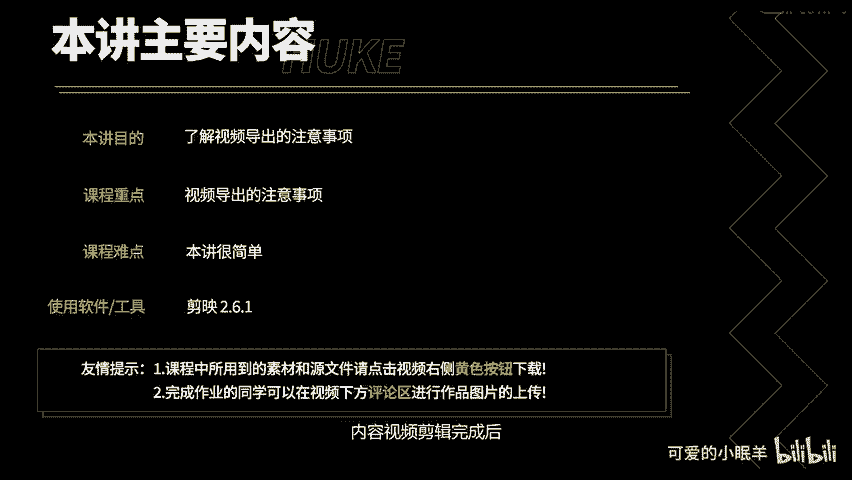 本讲主要内容
HUKE
本讲目的 了解视频导出的注意事项
课程重点 视频导出的注意事项
课程难点 本讲很简单
使用软件/工具 剪映 2.6.1
友情提示：1.课程中所用到的素材和源文件请点击视频右侧黄色按钮下载!
2.完成作业的同学可以在视频下方评论区进行作品图片的上传!
内容视频剪辑完成后
可爱的小眠羊 bilibili